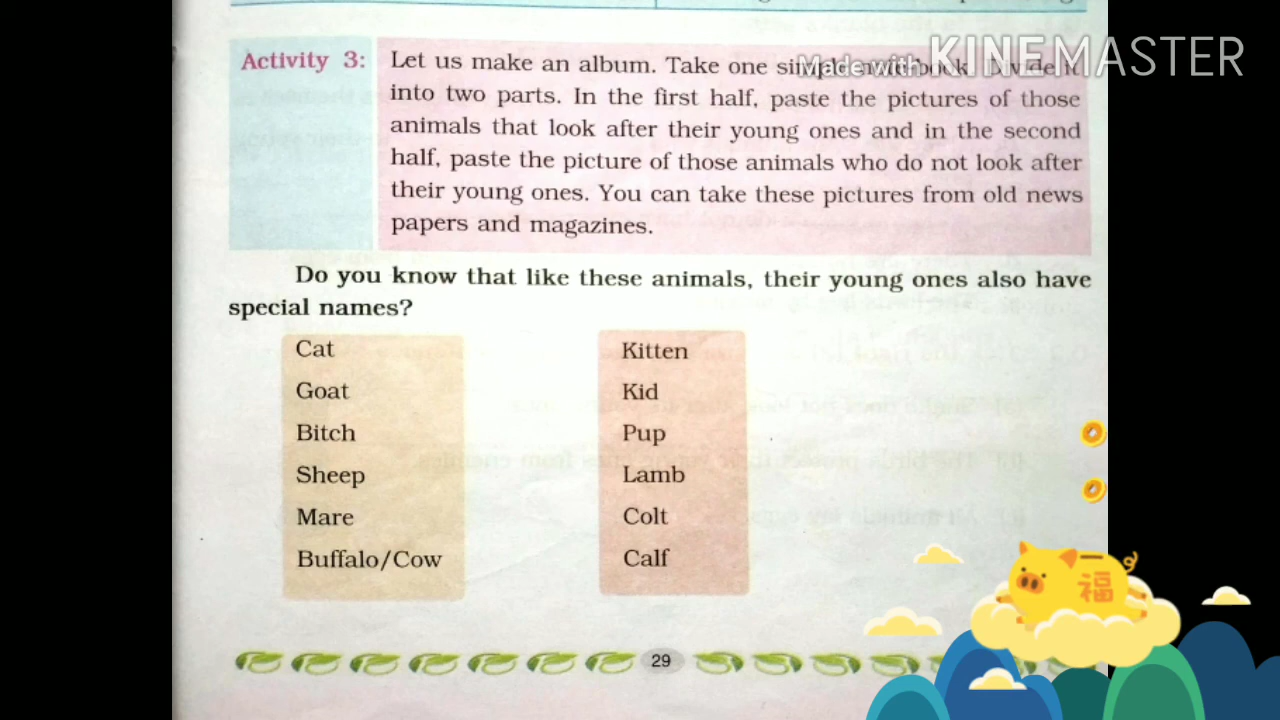 Activity 3:
Let us make an album. Take one simple book. Divide it
into two parts. In the first half, paste the pictures of those
animals that look after their young ones and in the second
half, paste the picture of those animals who do not look after
their young ones. You can take these pictures from old news
papers and magazines.
Made with KINEMASTER
Do you know that like these animals, their young ones also have
special names?
Cat Kitten
Goat Kid
Bitch Pup
Sheep Lamb
Mare Colt
Buffalo/Cow Calf
福
29